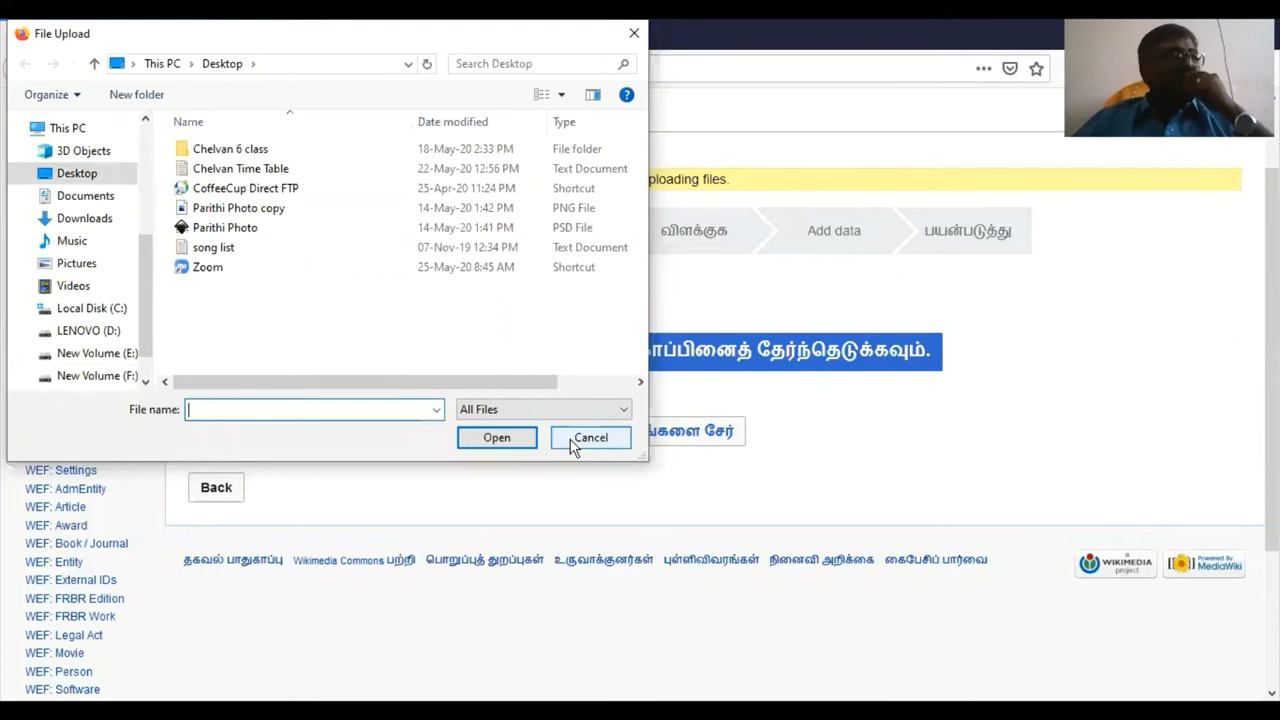 File Upload
This PC
Desktop
Search Desktop
Organize
New folder
Name
Date modified
Type
This PC
3D Objects
Desktop
Documents
Downloads
Music
Pictures
Videos
Local Disk (C:)
LENOVO (D:)
New Volume (E:)
New Volume (F:)
Chelvan 6 class 18-May-20 2:33 PM File folder
Chelvan Time Table 22-May-20 12:56 PM Text Document
CoffeeCup Direct FTP 25-Apr-20 11:24 PM Shortcut
Parithi Photo copy 14-May-20 1:42 PM PNG File
Parithi Photo 14-May-20 1:41 PM PSD File
song list 07-Nov-19 12:34 PM Text Document
Zoom 25-May-20 8:45 AM Shortcut
File name:
All Files
Open
Cancel
ploading files.
விளக்குக
Add data
பயன்படுத்து
தேர்ந்தெடுக்கவும்.
சேர்
Back
WEF: Settings
WEF: AdmEntity
WEF: Article
WEF: Award
WEF: Book / Journal
WEF: Entity
WEF: External IDs
WEF: FRBR Edition
WEF: FRBR Work
WEF: Legal Act
WEF: Movie
WEF: Person
WEF: Software
தகவல் பாதுகாப்பு Wikimedia Commons பற்றி பொறுப்புத் துறப்புகள் உருவாக்குனர்கள் புள்ளிவிவரங்கள் நினைவி அறிக்கை கைபேசிப் பார்வை
a
WIKIMEDIA
project
Powered By
MediaWiki